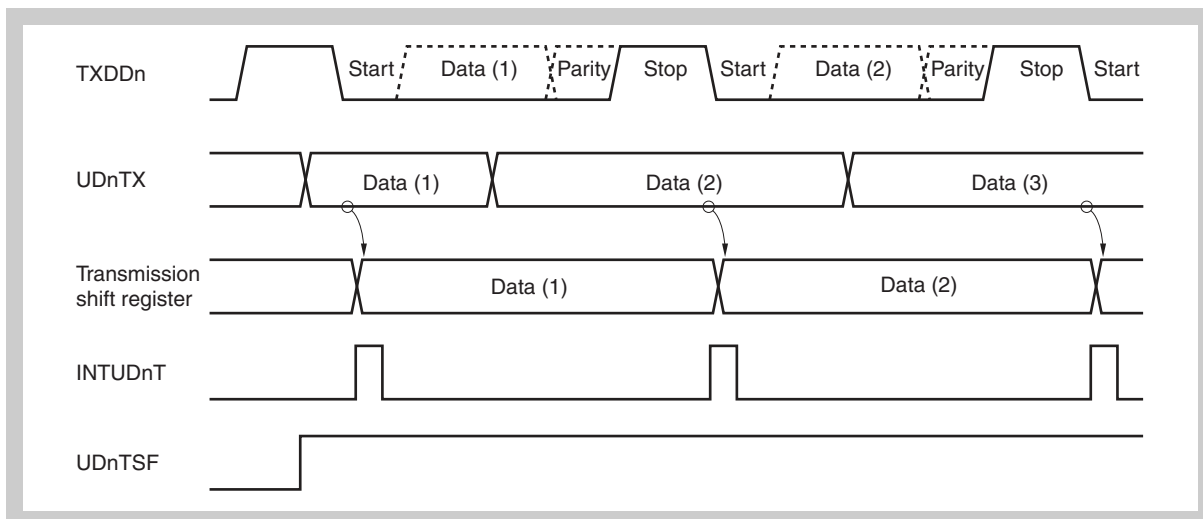 TXDDn
Start Data (1) Parity Stop Start Data (2) Parity Stop Start
UDnTX
Data (1) Data (2) Data (3)
Transmission
shift register
Data (1) Data (2)
INTUDnT
UDnTSF